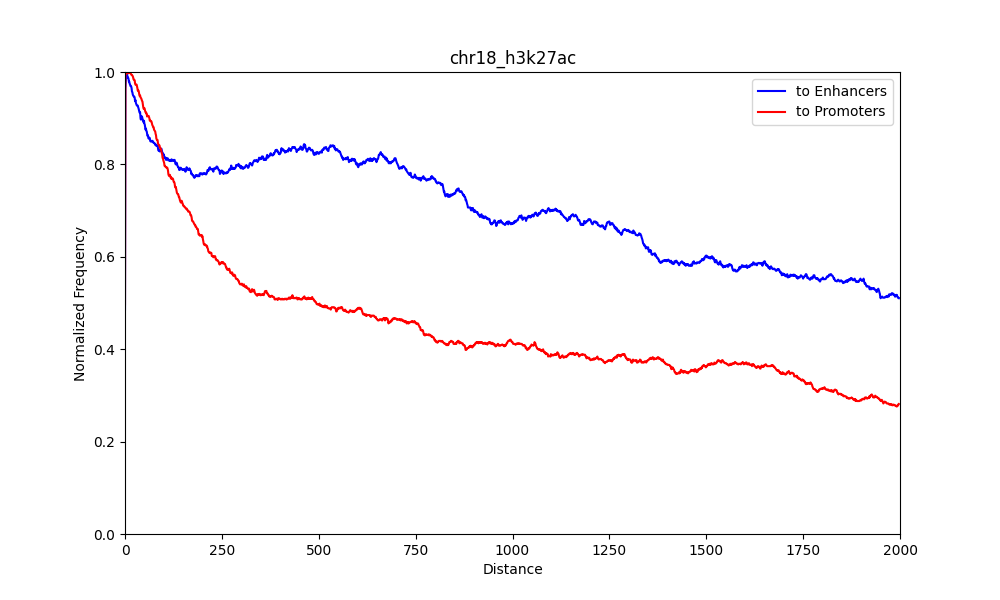 chr18_h3k27ac
to Enhancers
to Promoters
Normalized Frequency
1.0
0.8
0.6
0.4
0.2
0.0
0 250 500 750 1000 1250 1500 1750 2000
Distance